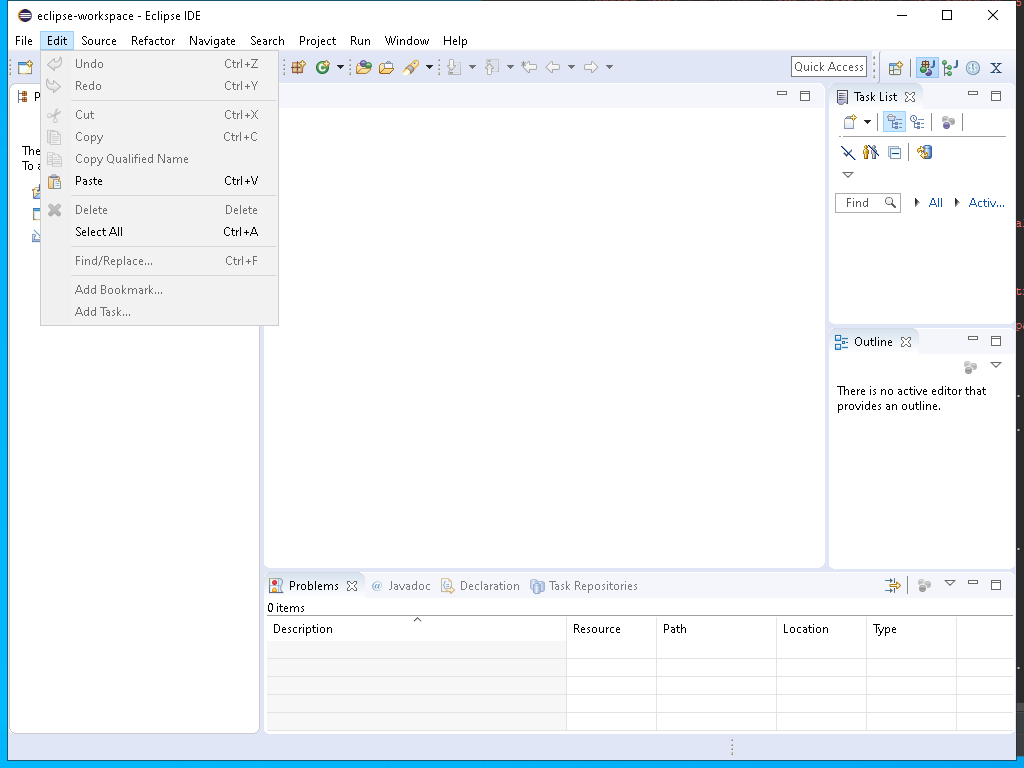 eclipse-workspace - Eclipse IDE
File Edit Source Refactor Navigate Search Project Run Window Help
Undo Ctrl+Z
Redo Ctrl+Y
Cut Ctrl+X
Copy Ctrl+C
Copy Qualified Name
Paste Ctrl+V
Delete Delete
Select All Ctrl+A
Find/Replace... Ctrl+F
Add Bookmark...
Add Task...
Quick Access
Task List
Find All Activ...
Outline
There is no active editor that
provides an outline.
Problems @ Javadoc Declaration Task Repositories
0 items
Description Resource Path Location Type